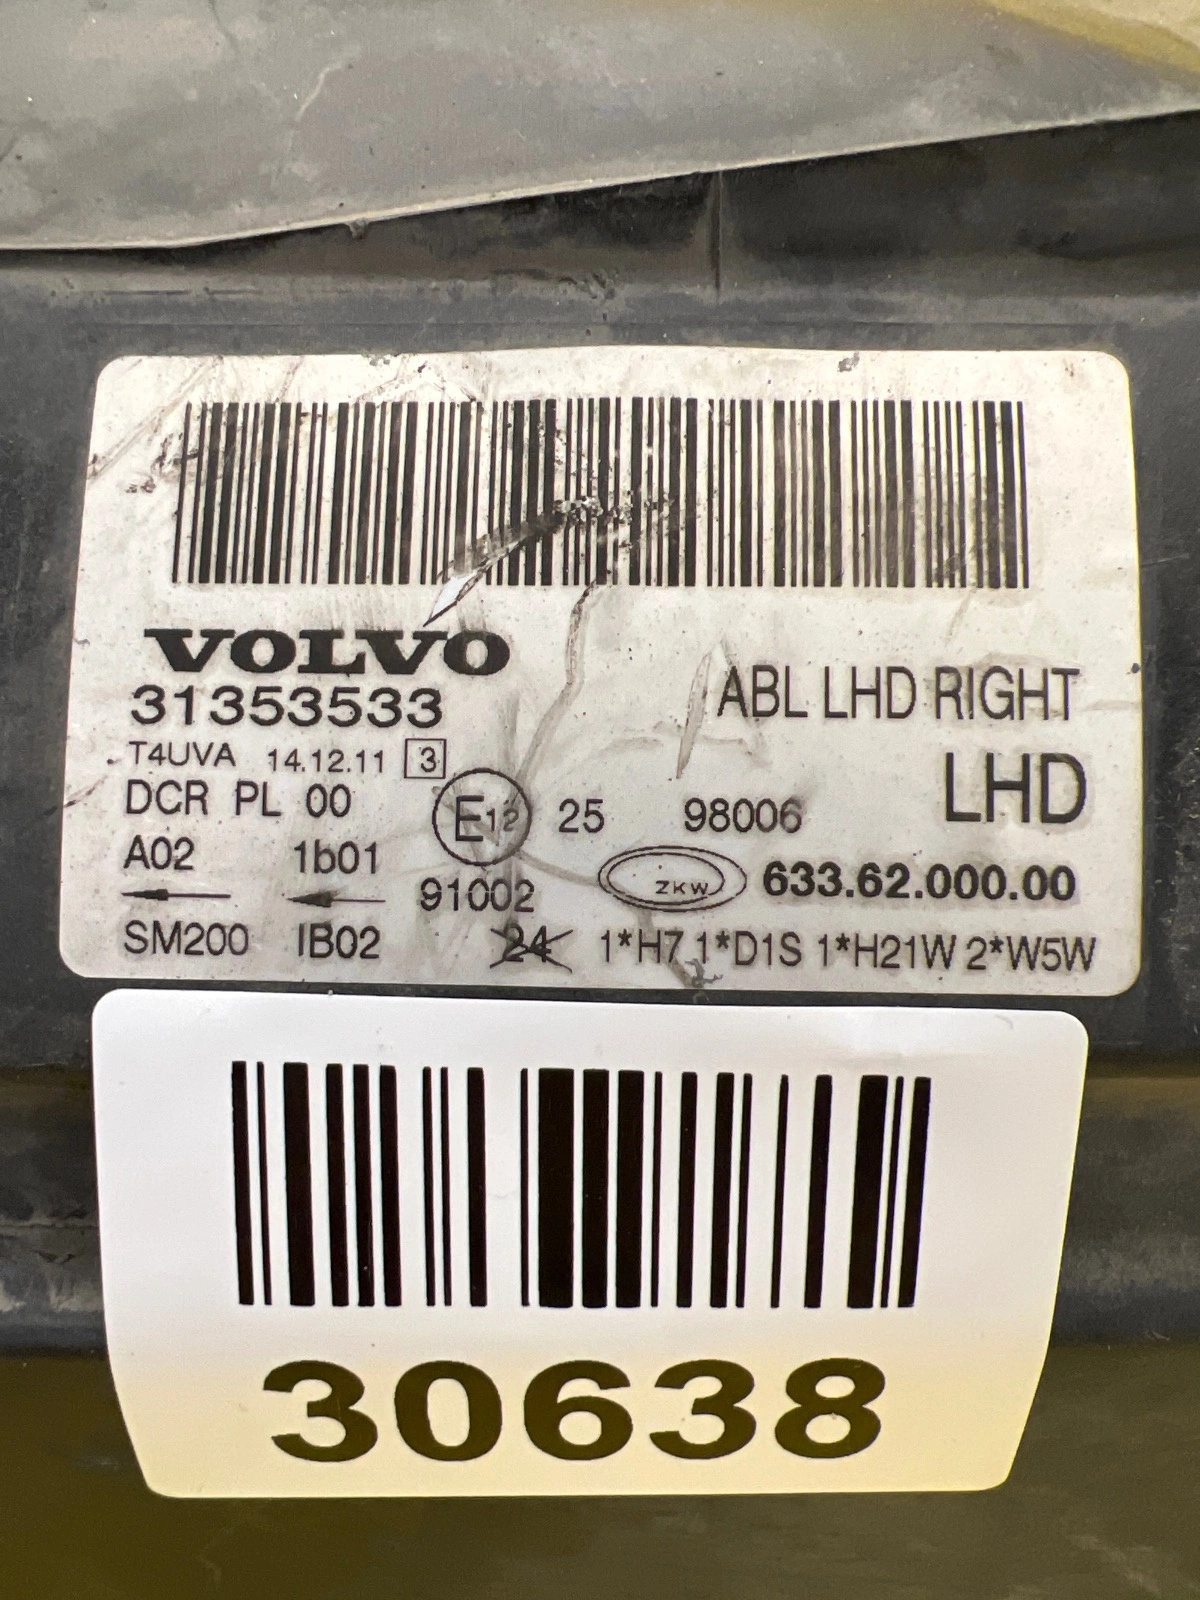 VOLVO
31353533
ABL LHD RIGHT
T4UVA 14.12.11 3
LHD
DCR PL 00
E12 25 98006
A02 1b01
ZKW 633.62.000.00
91002
SM200 IB02
24 1*H7 1*D1S 1*H21W 2*W5W
30638